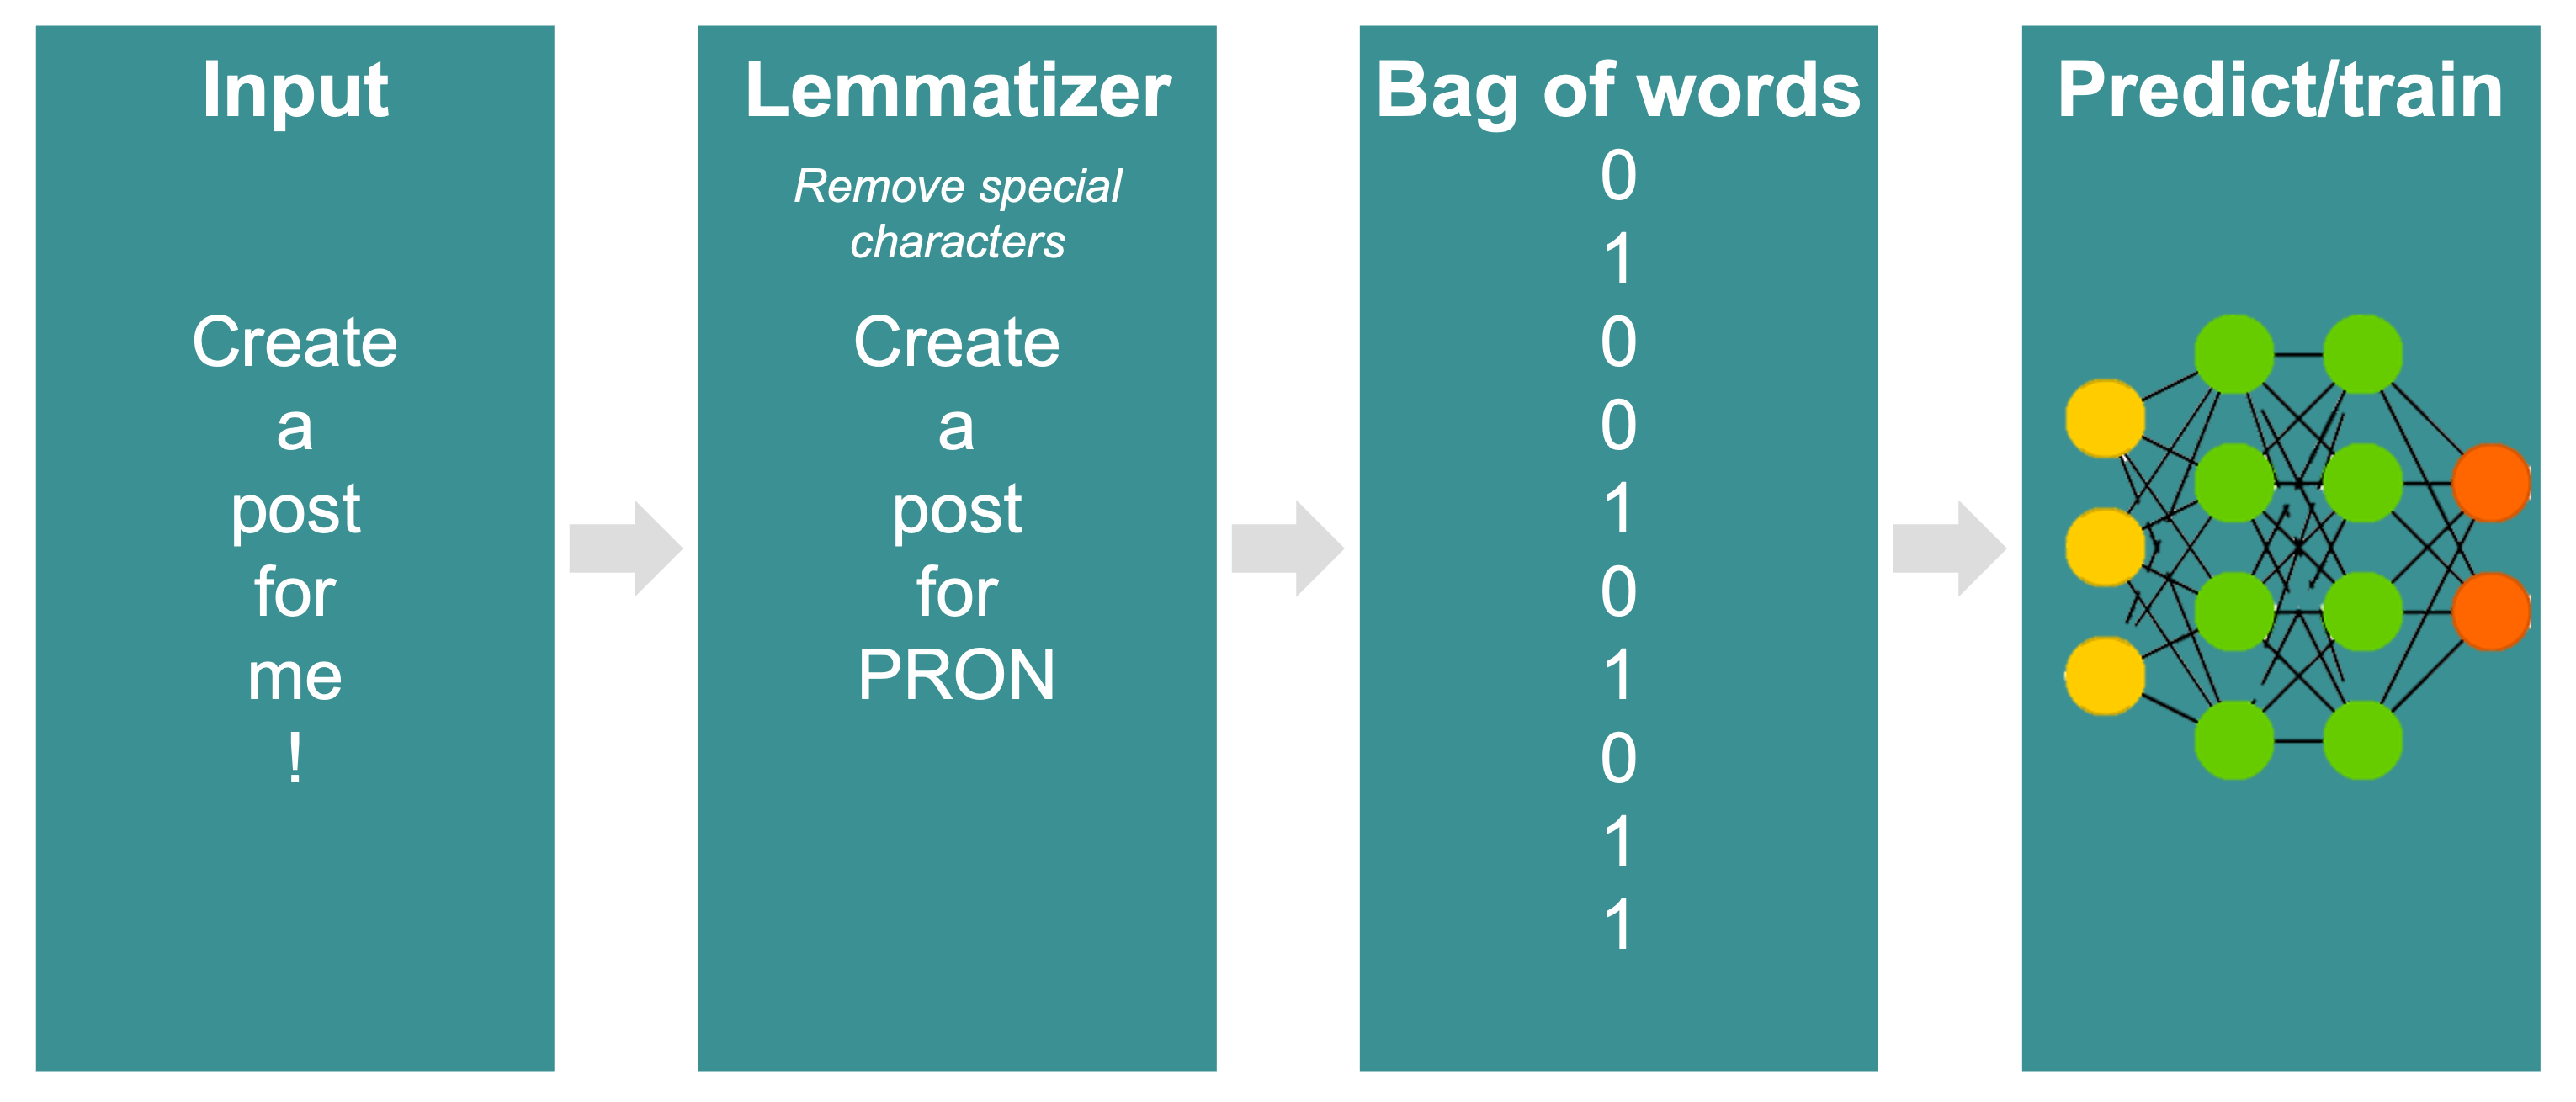 Input
Create
a
post
for
me
!
Lemmatizer
Remove special
characters
Create
a
post
for
PRON
Bag of words
0
1
0
0
1
0
1
0
1
1
Predict/train